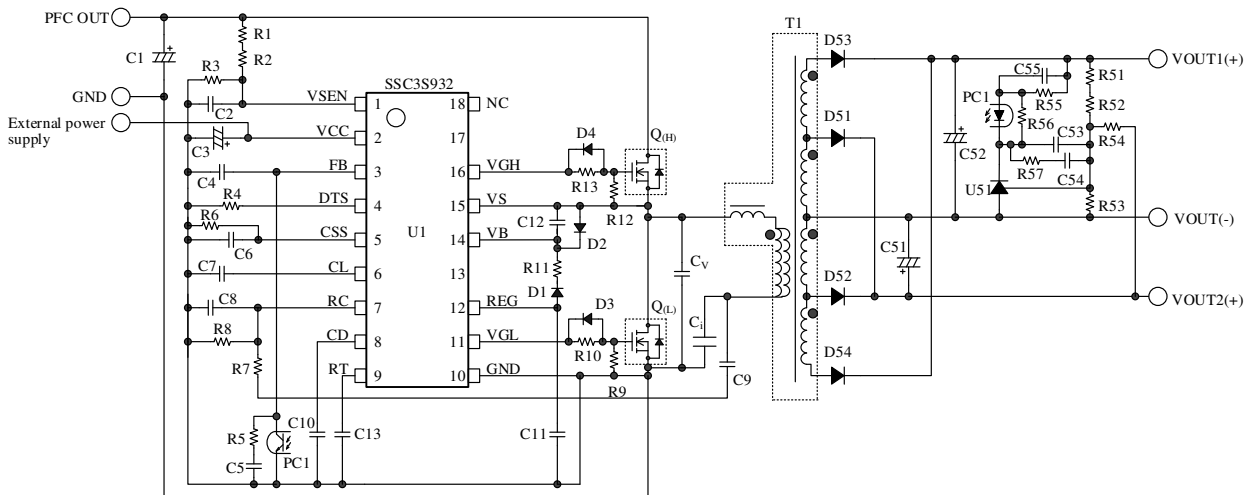 PFC OUT
T1
R1
C1
R2
D53
VOUT1(+)
R3
C55
R51
GND
SSC3S932
PC1
R55
C2
VSEN
1
18
NC
R52
External power
supply
D4
Q(H)
D51
R56
C53
C3
VCC
2
17
C52
R54
C4
FB
3
16
VGH
R13
R57
C54
R4
DTS
4
15
VS
R12
U51
R53
R6
C12
VOUT(-)
CSS
5
U1
14
VB
D2
C6
C51
C7
CL
6
13
R11
CV
C8
RC
7
12
REG
D1
D52
VOUT2(+)
D3
Q(L)
Ci
R8
CD
8
11
VGL
R10
D54
R7
RT
9
10
GND
C9
R9
R5
C10
C13
C11
C5
PC1